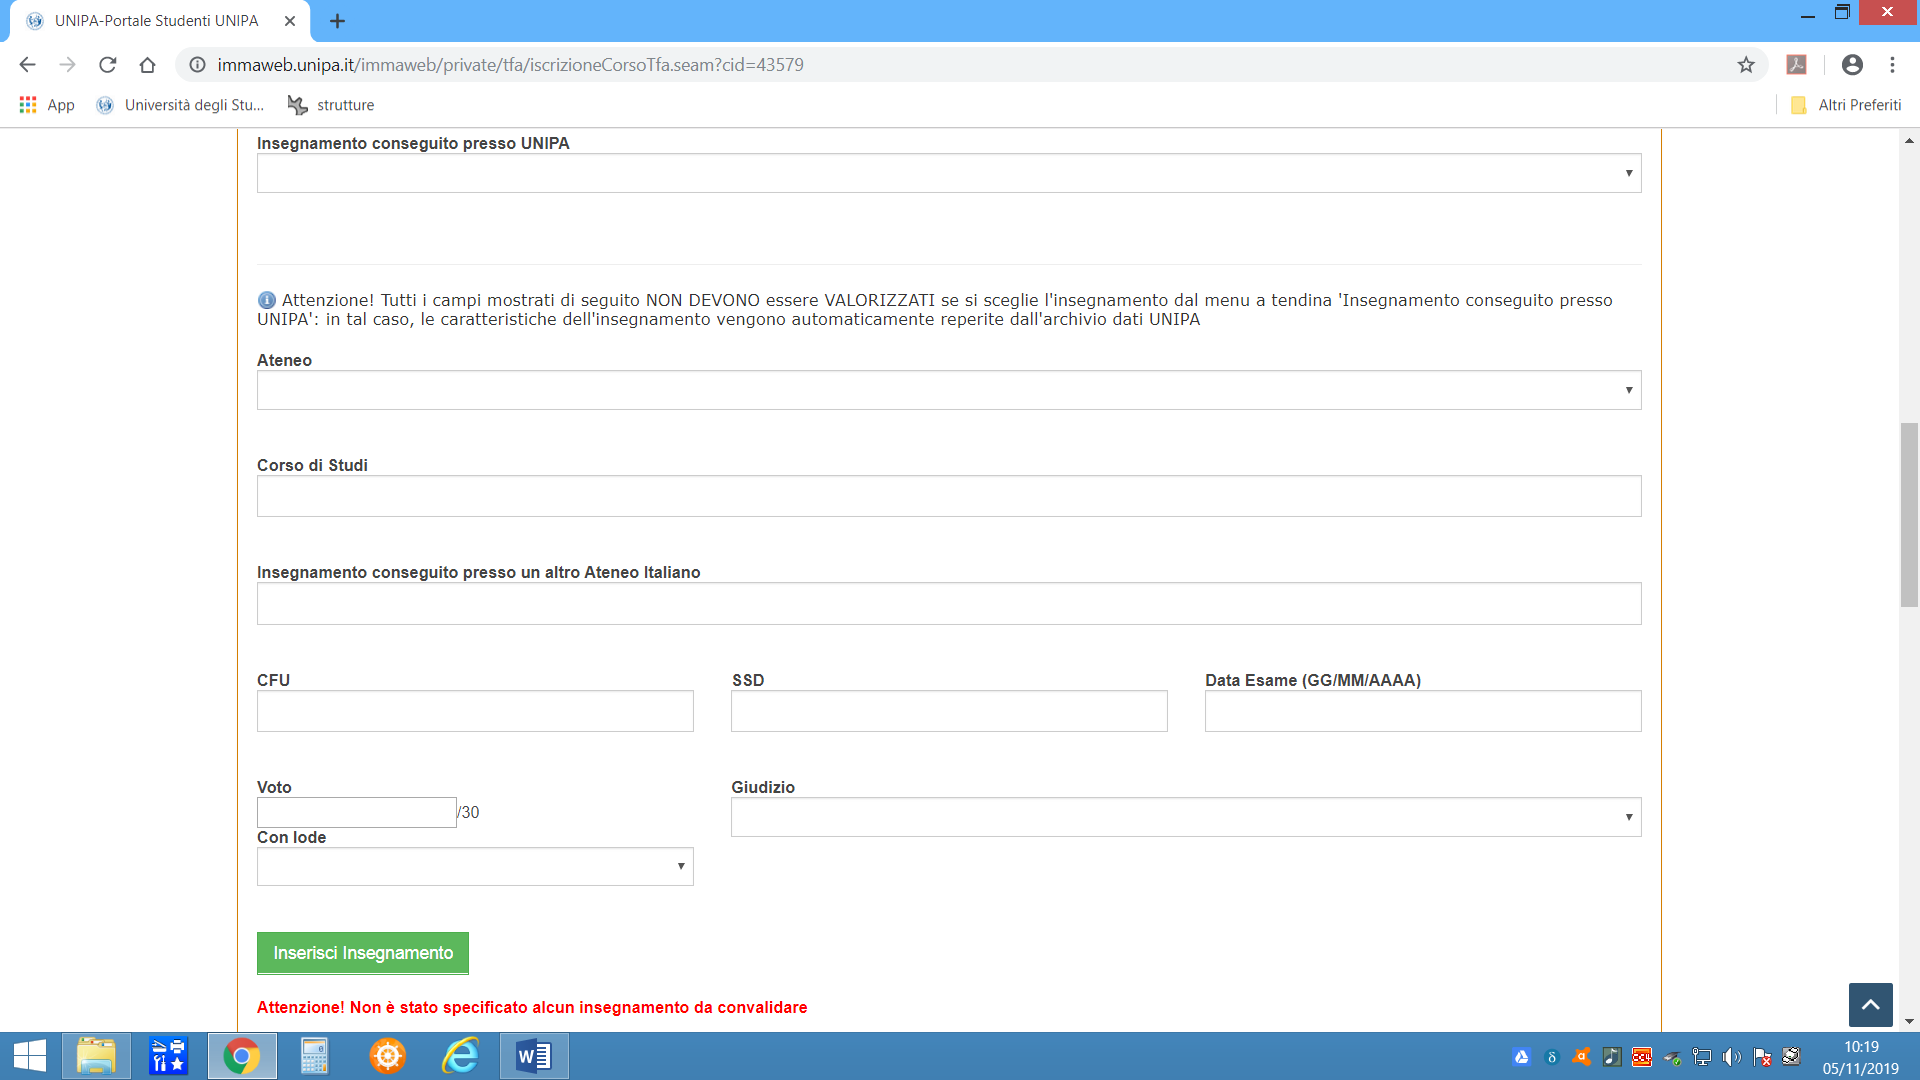 UNIPA-Portale Studenti UNIPA
immaweb.unipa.it/immaweb/private/tfa/iscrizioneCorsoTfa.seam?cid=43579
App
Università degli Stu...
strutture
Altri Preferiti
Insegnamento conseguito presso UNIPA
Attenzione! Tutti i campi mostrati di seguito NON DEVONO essere VALORIZZATI se si sceglie l'insegnamento dal menu a tendina 'Insegnamento conseguito presso
UNIPA': in tal caso, le caratteristiche dell'insegnamento vengono automaticamente reperite dall'archivio dati UNIPA
Ateneo
Corso di Studi
Insegnamento conseguito presso un altro Ateneo Italiano
CFU
SSD
Data Esame (GG/MM/AAAA)
Voto
Giudizio
/30
Con lode
Inserisci Insegnamento
Attenzione! Non è stato specificato alcun insegnamento da convalidare
10:19
05/11/2019